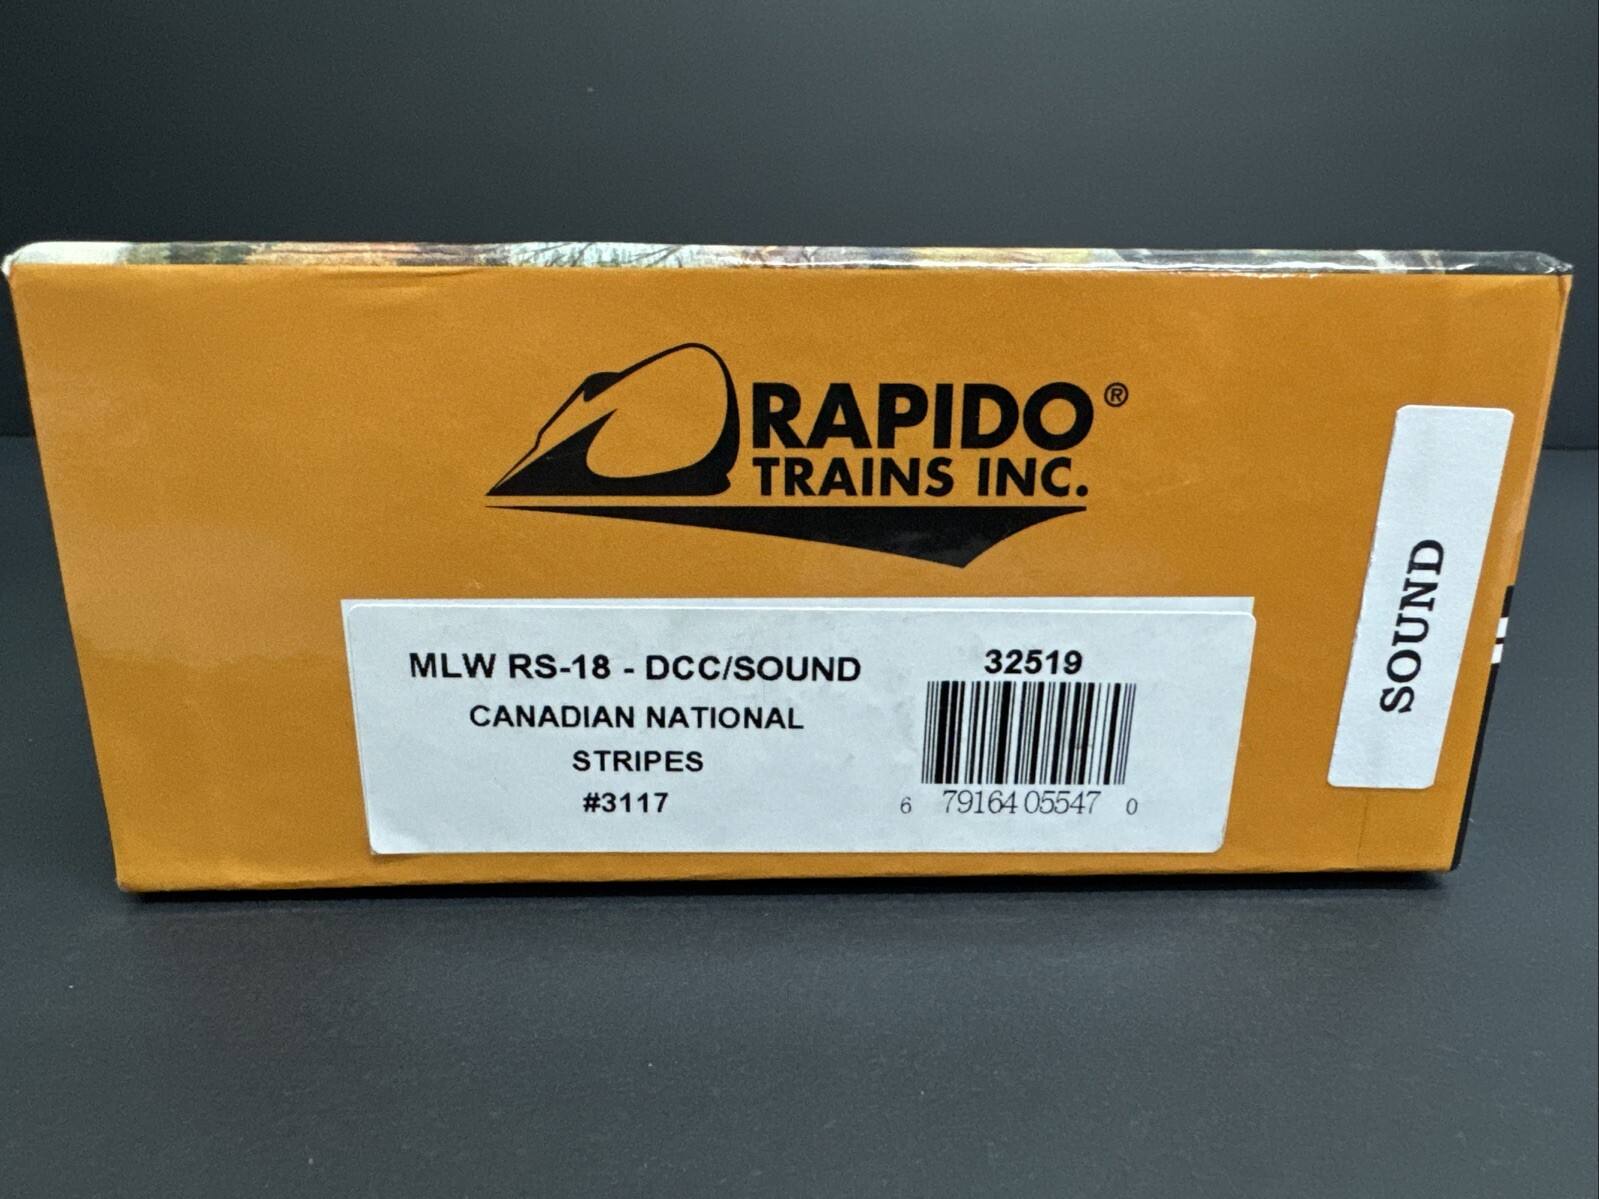 RAPIDO®
TRAINS INC.
MLW RS-18 - DCC/SOUND
CANADIAN NATIONAL
STRIPES
#3117
32519
6 79164 05547 0
SOUND